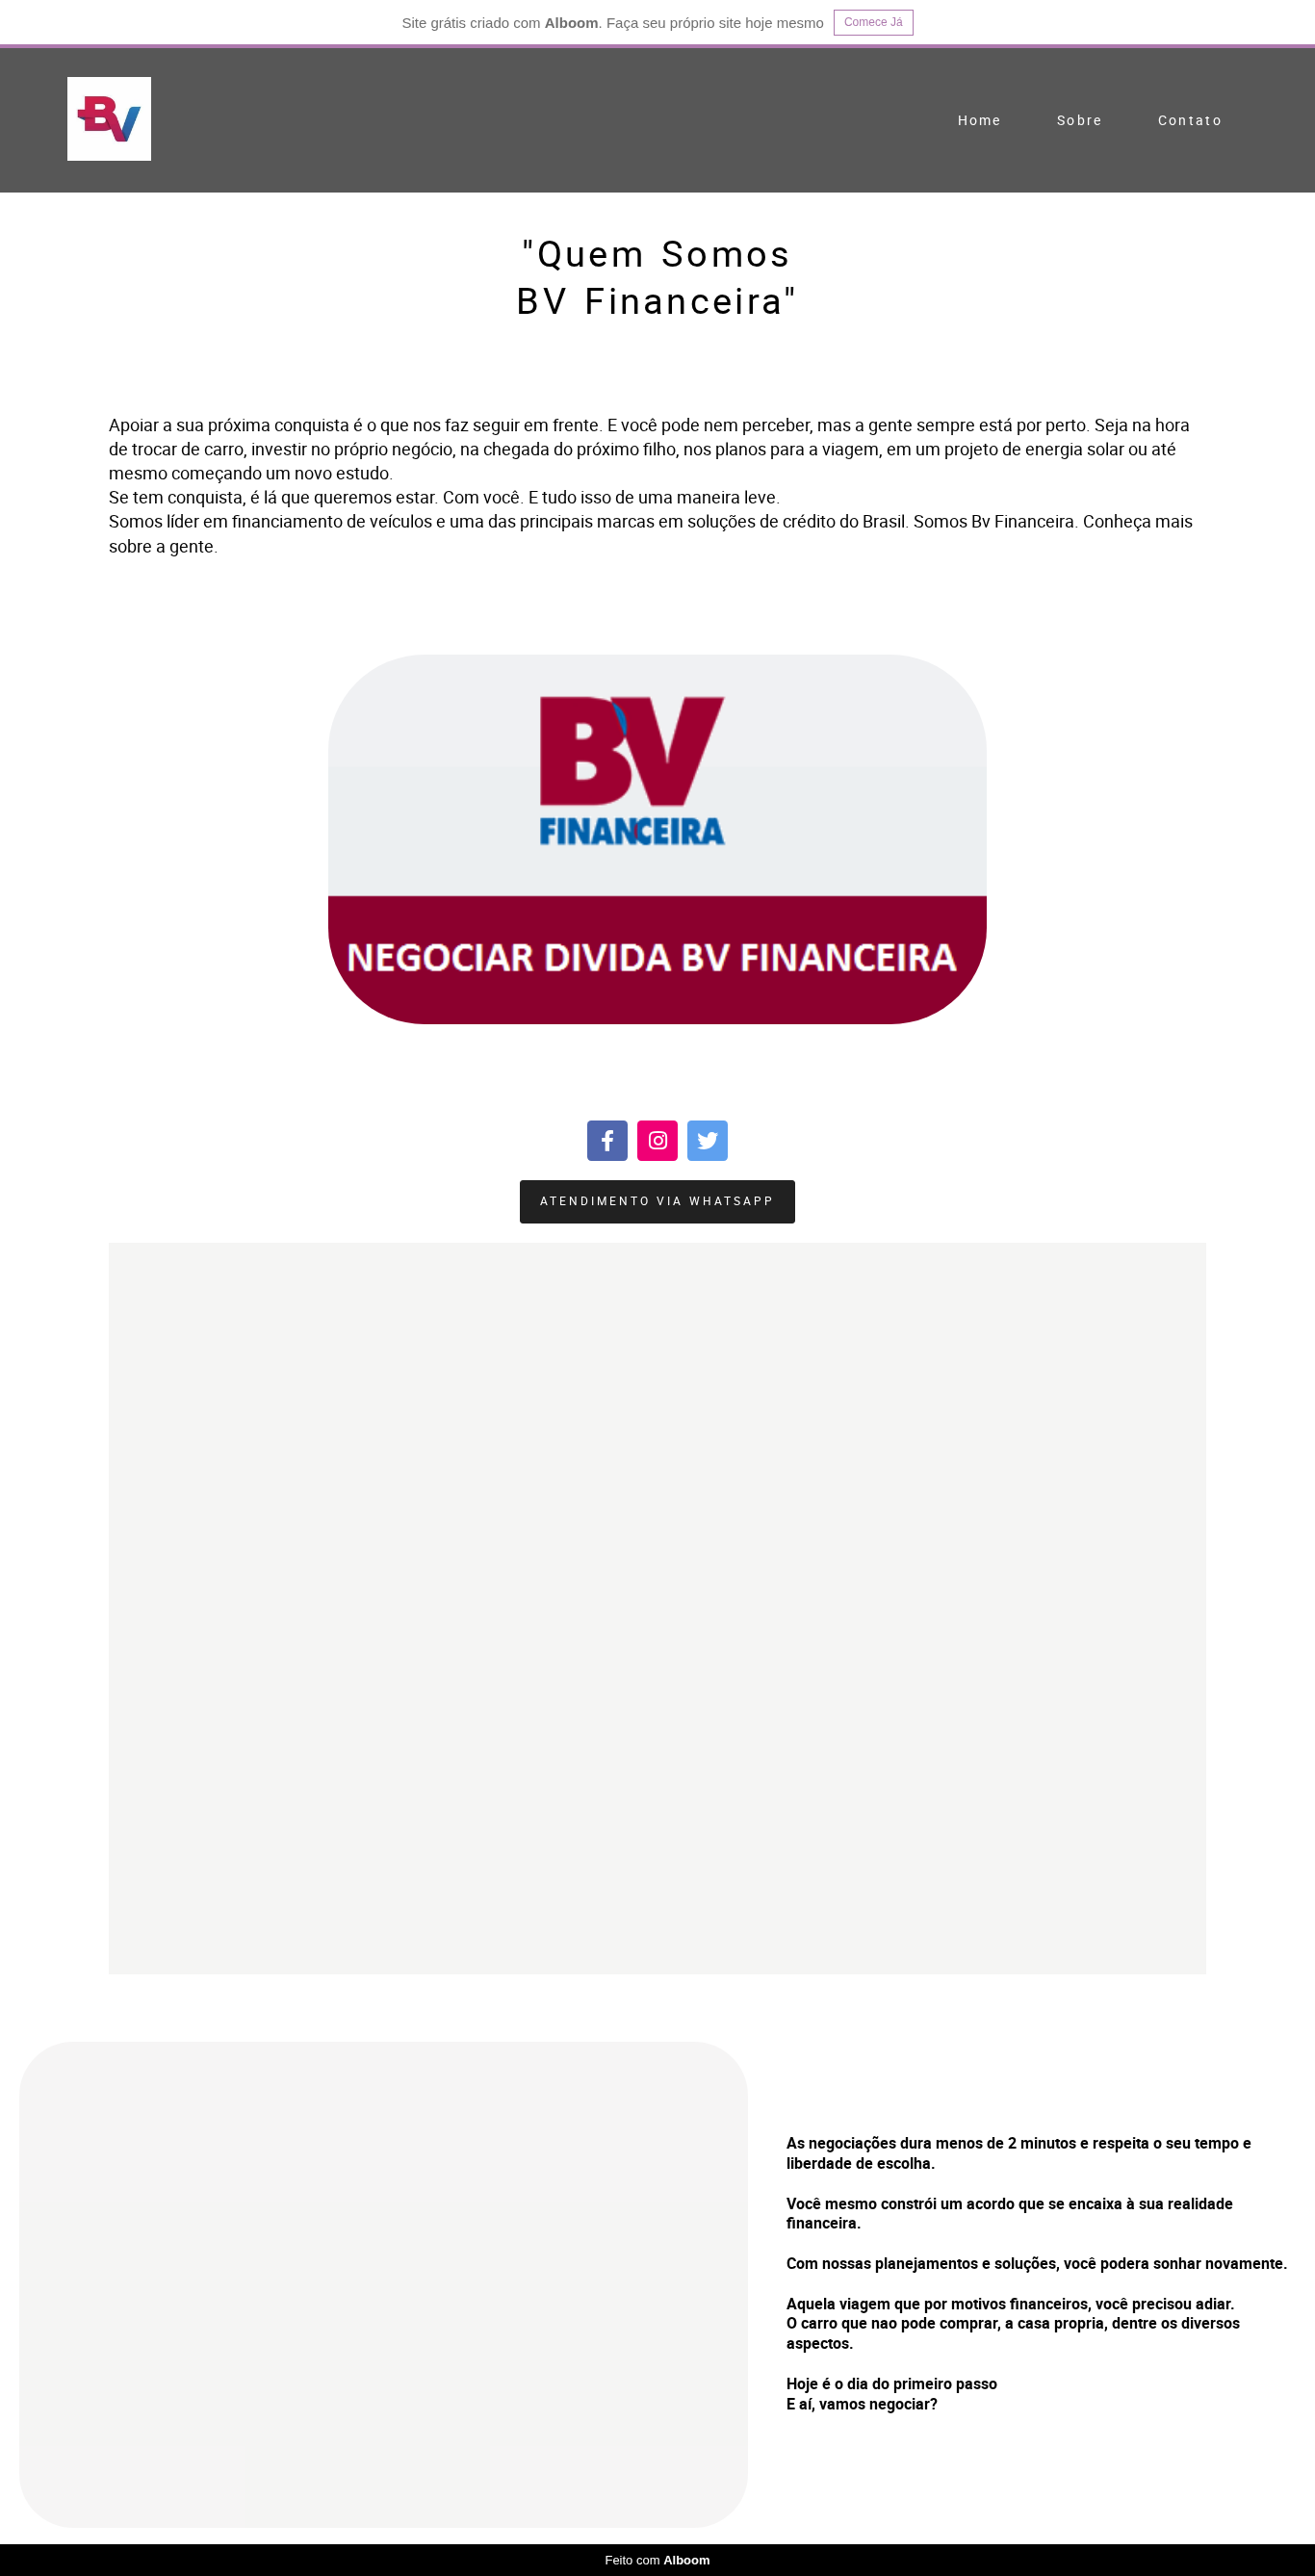 Site grátis criado com Alboom. Faça seu próprio site hoje mesmo Comece Já
BV
Home Sobre Contato
"Quem Somos
BV Financeira"
Apoiar a sua próxima conquista é o que nos faz seguir em frente. E você pode nem perceber, mas a gente sempre está por perto. Seja na hora
de trocar de carro, investir no próprio negócio, na chegada do próximo filho, nos planos para a viagem, em um projeto de energia solar ou até
mesmo começando um novo estudo.
Se tem conquista, é lá que queremos estar. Com você. E tudo isso de uma maneira leve.
Somos líder em financiamento de veículos e uma das principais marcas em soluções de crédito do Brasil. Somos Bv Financeira. Conheça mais
sobre a gente.
BV
FINANCEIRA
NEGOCIAR DIVIDA BV FINANCEIRA
ATENDIMENTO VIA WHATSAPP
As negociações dura menos de 2 minutos e respeita o seu tempo e
liberdade de escolha.
Você mesmo constrói um acordo que se encaixa à sua realidade
financeira.
Com nossas planejamentos e soluções, você podera sonhar novamente.
Aquela viagem que por motivos financeiros, você precisou adiar.
O carro que nao pode comprar, a casa propria, dentre os diversos
aspectos.
Hoje é o dia do primeiro passo
E aí, vamos negociar?
Feito com Alboom